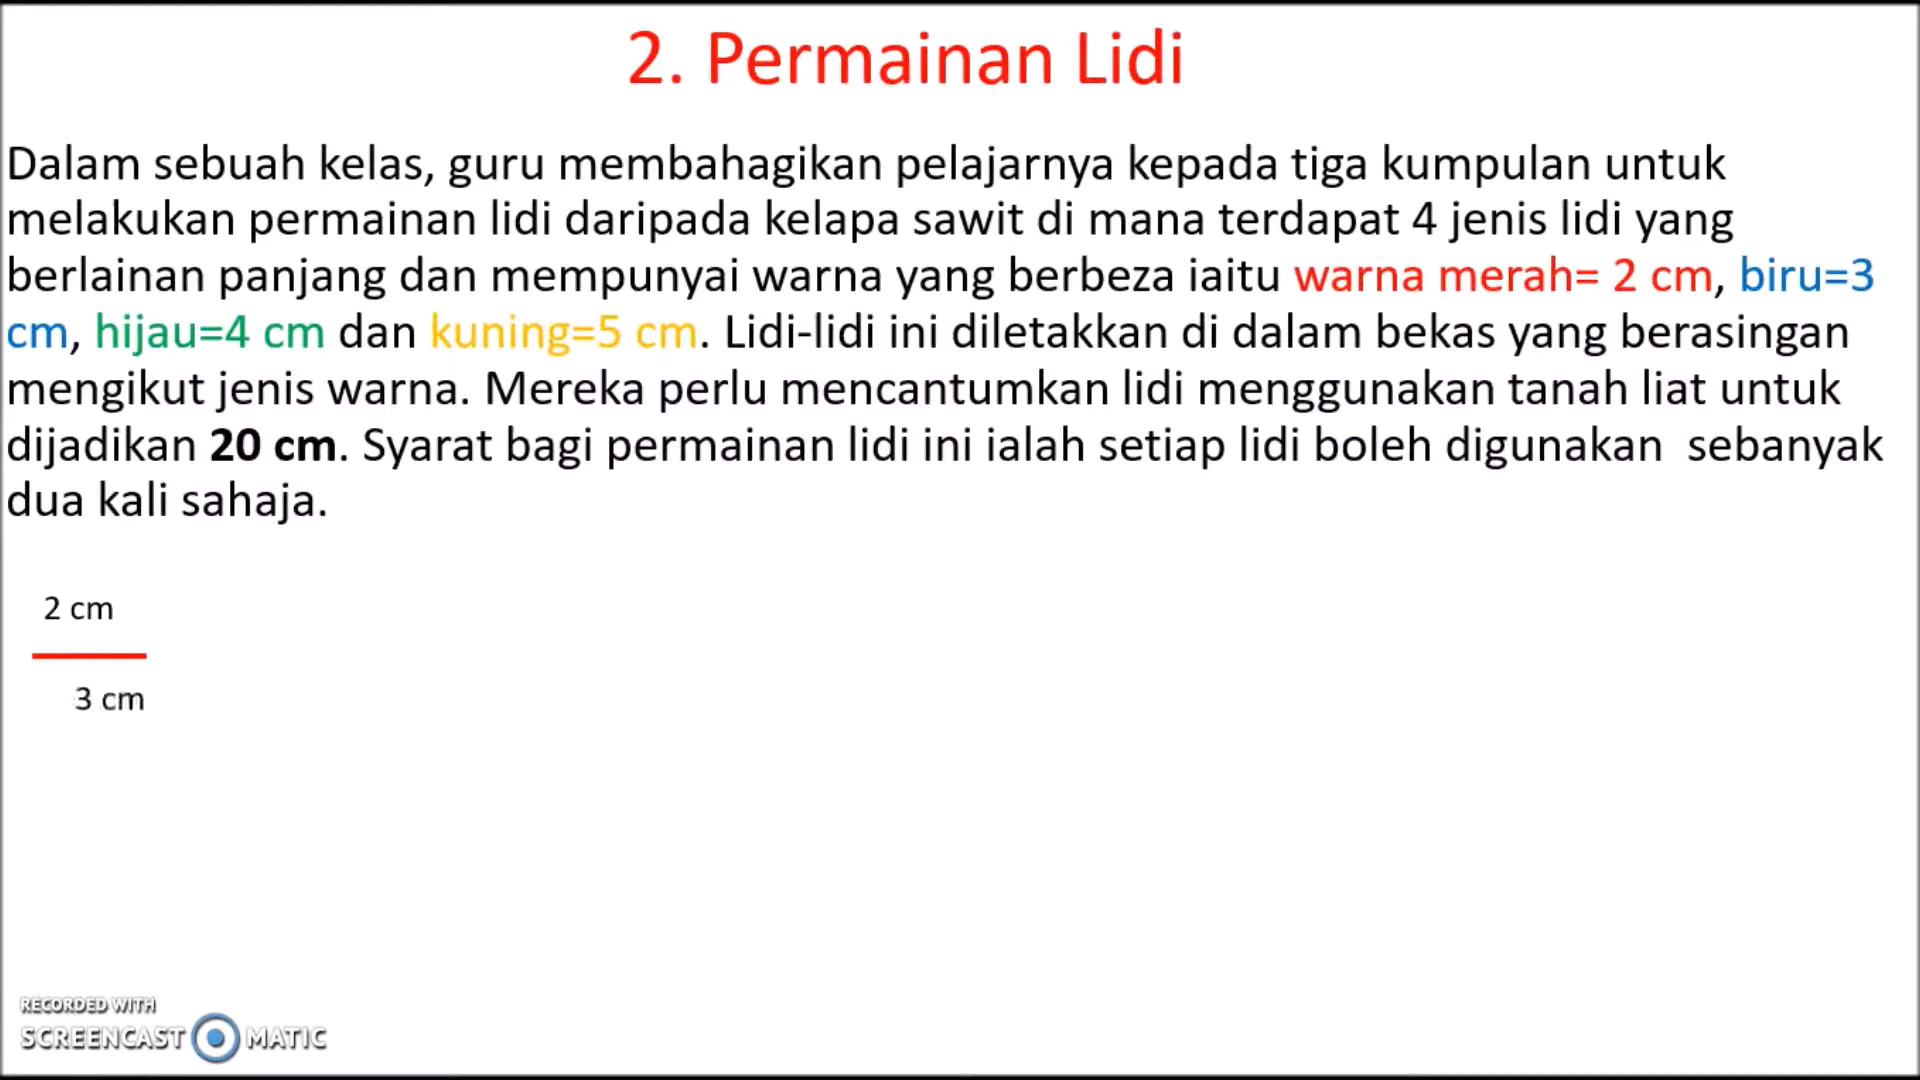 2. Permainan Lidi
Dalam sebuah kelas, guru membahagikan pelajarnya kepada tiga kumpulan untuk
melakukan permainan lidi daripada kelapa sawit di mana terdapat 4 jenis lidi yang
berlainan panjang dan mempunyai warna yang berbeza iaitu warna merah= 2 cm, biru=3
cm, hijau=4 cm dan kuning=5 cm. Lidi-lidi ini diletakkan di dalam bekas yang berasingan
mengikut jenis warna. Mereka perlu mencantumkan lidi menggunakan tanah liat untuk
dijadikan 20 cm. Syarat bagi permainan lidi ini ialah setiap lidi boleh digunakan  sebanyak
dua kali sahaja.
2 cm
3 cm
RECORDED WITH
SCREENCAST MATIC